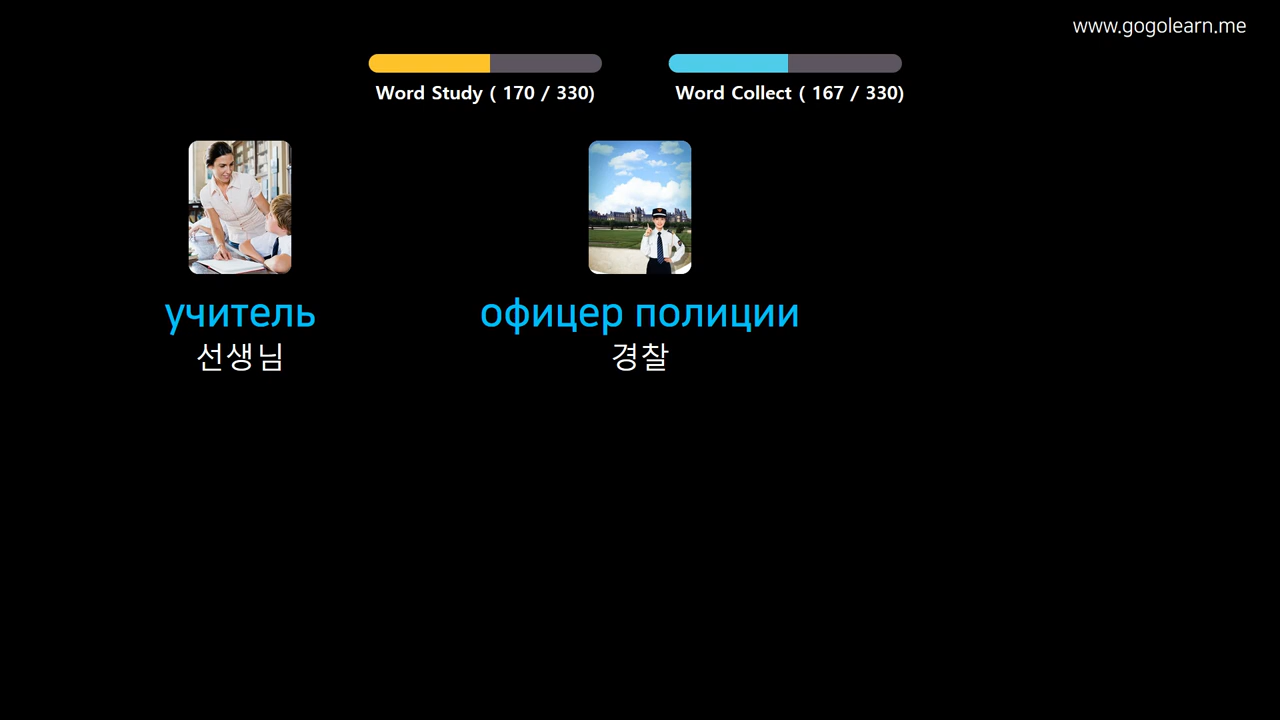 www.gogolearn.me
Word Study ( 170 / 330)
Word Collect ( 167 / 330)
учитель
선생님
офицер полиции
경찰